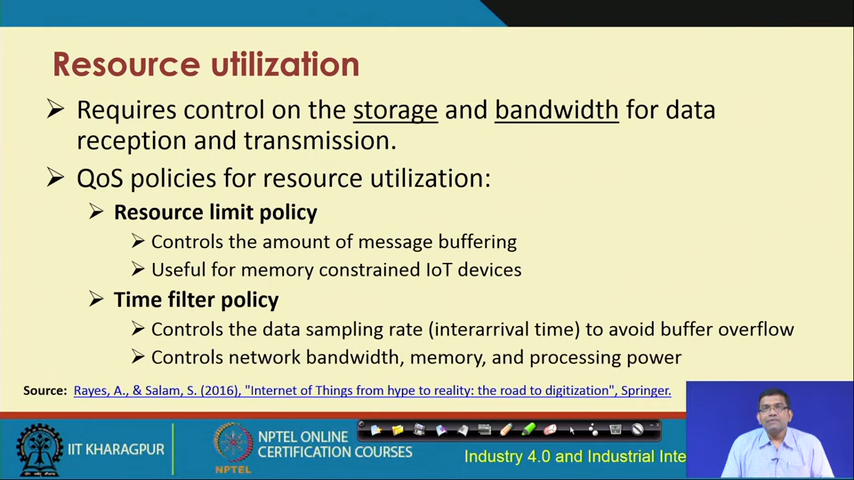 Resource utilization
Requires control on the storage and bandwidth for data
reception and transmission.
QoS policies for resource utilization:
Resource limit policy
Controls the amount of message buffering
Useful for memory constrained IoT devices
Time filter policy
Controls the data sampling rate (interarrival time) to avoid buffer overflow
Controls network bandwidth, memory, and processing power
Source: Rayes, A., & Salam, S. (2016), "Internet of Things from hype to reality: the road to digitization", Springer.
IIT KHARAGPUR
NPTEL
NPTEL ONLINE
CERTIFICATION COURSES
Industry 4.0 and Industrial Inte